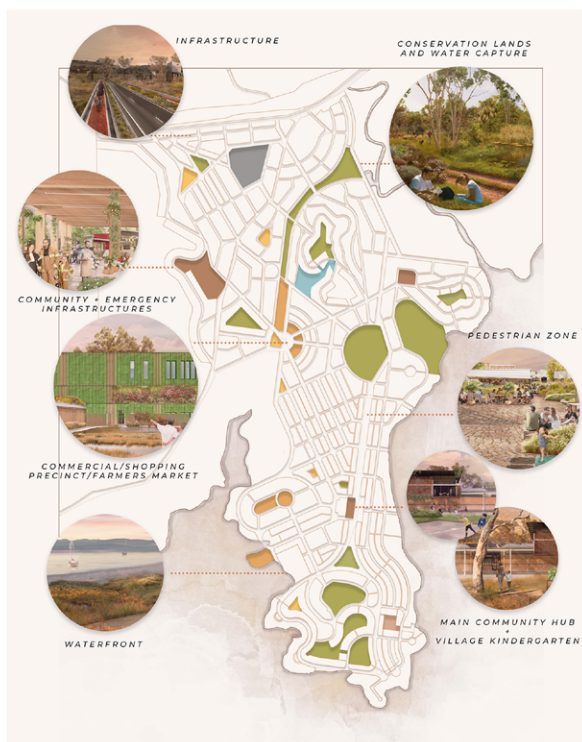 INFRASTRUCTURE
CONSERVATION LANDS
AND WATER CAPTURE
COMMUNITY + EMERGENCY
INFRASTRUCTURES
PEDESTRIAN ZONE
COMMERCIAL/SHOPPING
PRECINCT/FARMERS MARKET
MAIN COMMUNITY HUB
+
VILLAGE KINDERGARTEN
WATERFRONT